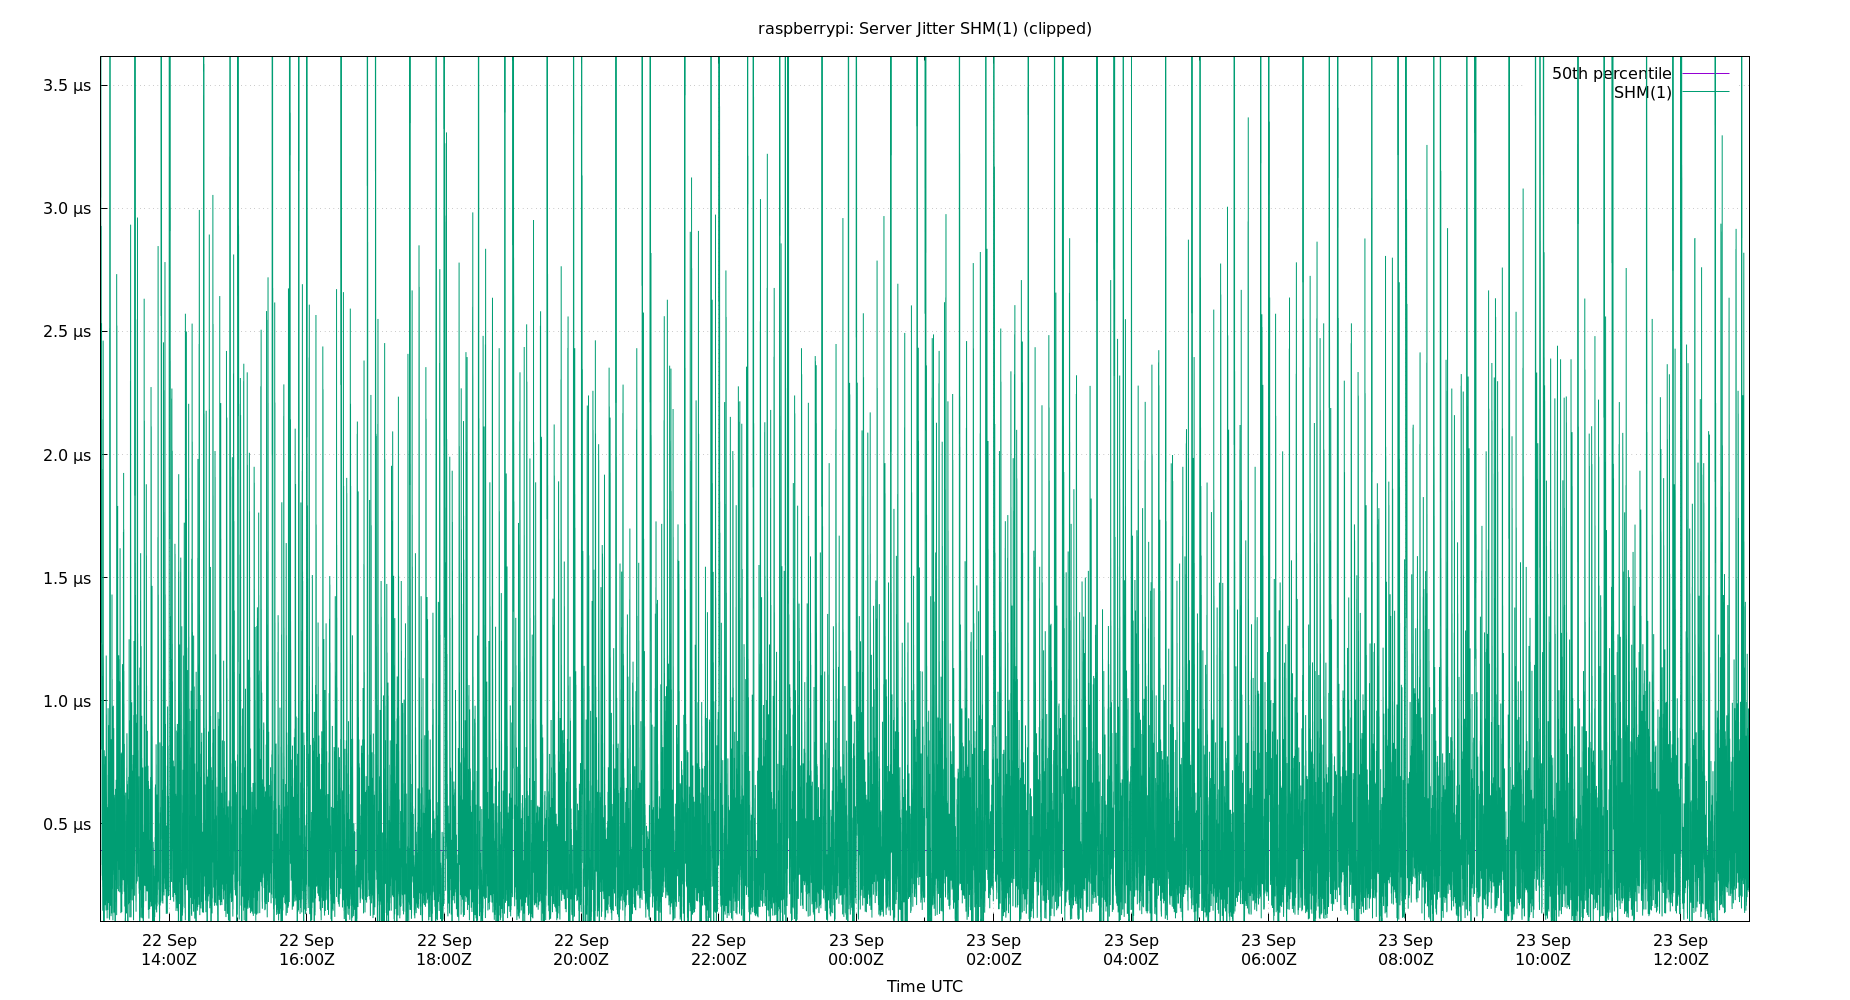 raspberrypi: Server Jitter SHM(1) (clipped)
50th percentile
SHM(1)
3.5 µs
3.0 µs
2.5 µs
2.0 µs
1.5 µs
1.0 µs
0.5 µs
22 Sep 22 Sep 22 Sep 22 Sep 22 Sep 23 Sep 23 Sep 23 Sep 23 Sep 23 Sep 23 Sep 23 Sep
14:00Z 16:00Z 18:00Z 20:00Z 22:00Z 00:00Z 02:00Z 04:00Z 06:00Z 08:00Z 10:00Z 12:00Z
Time UTC